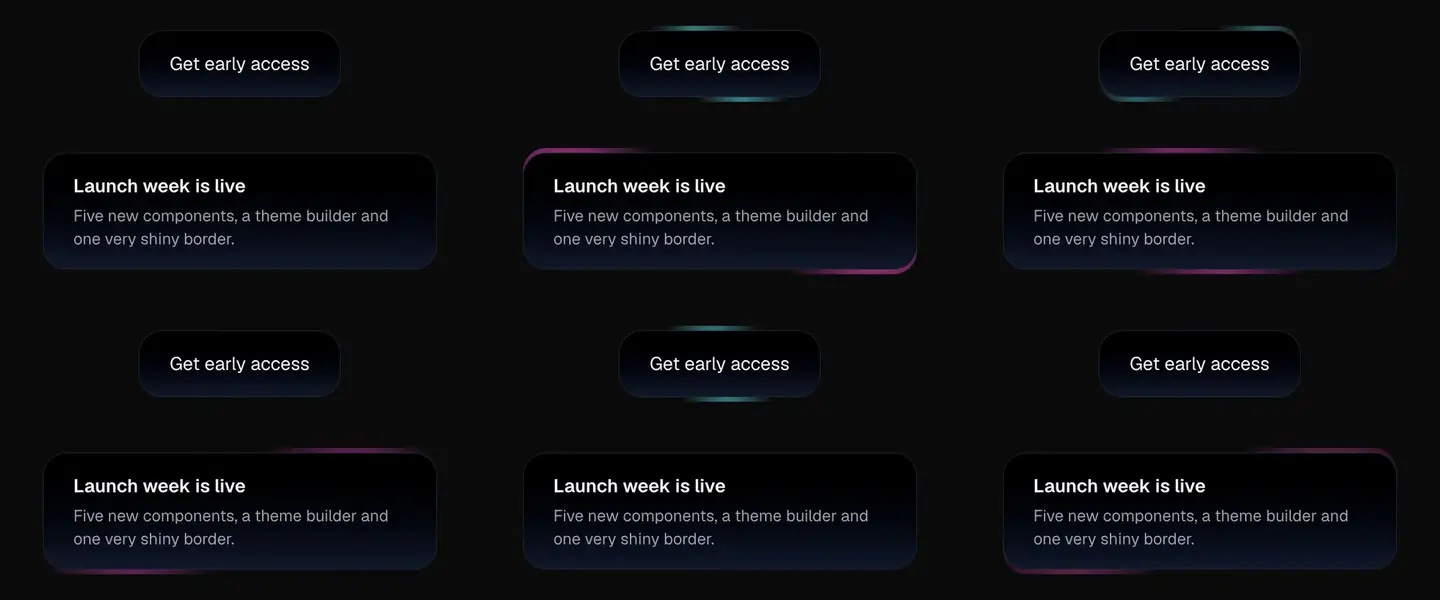 Get early access
Get early access
Get early access
Launch week is live
Five new components, a theme builder and
one very shiny border.
Launch week is live
Five new components, a theme builder and
one very shiny border.
Launch week is live
Five new components, a theme builder and
one very shiny border.
Get early access
Get early access
Get early access
Launch week is live
Five new components, a theme builder and
one very shiny border.
Launch week is live
Five new components, a theme builder and
one very shiny border.
Launch week is live
Five new components, a theme builder and
one very shiny border.